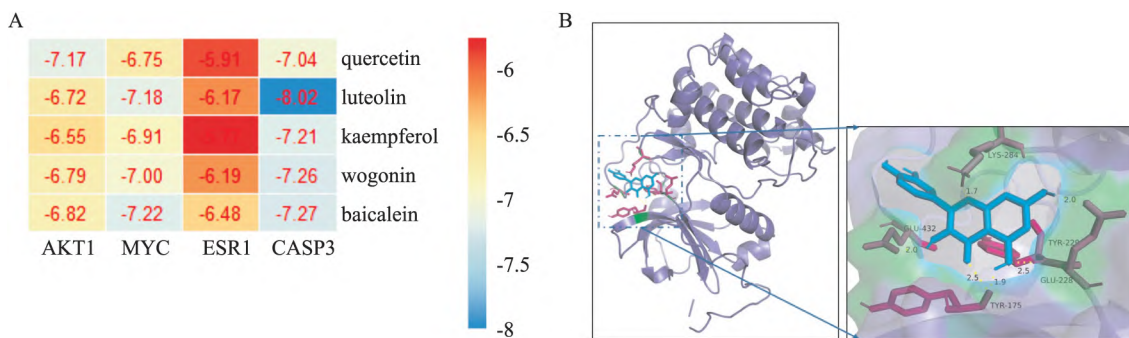 A
B
-7.17 -6.75 -5.91 -7.04 quercetin
-6.72 -7.18 -6.17 -8.02 luteolin
-6.55 -6.91 -7.21 kaempferol
-6.79 -7.00 -6.19 -7.26 wogonin
-6.82 -7.22 -6.48 -7.27 baicalein
AKT1 MYC ESR1 CASP3
-6
-6.5
-7
-7.5
-8
LYS-284
1.7
2.0
GLU-432
2.0
TYR-229
2.5
2.5
1.9
GLU-228
TYR-175